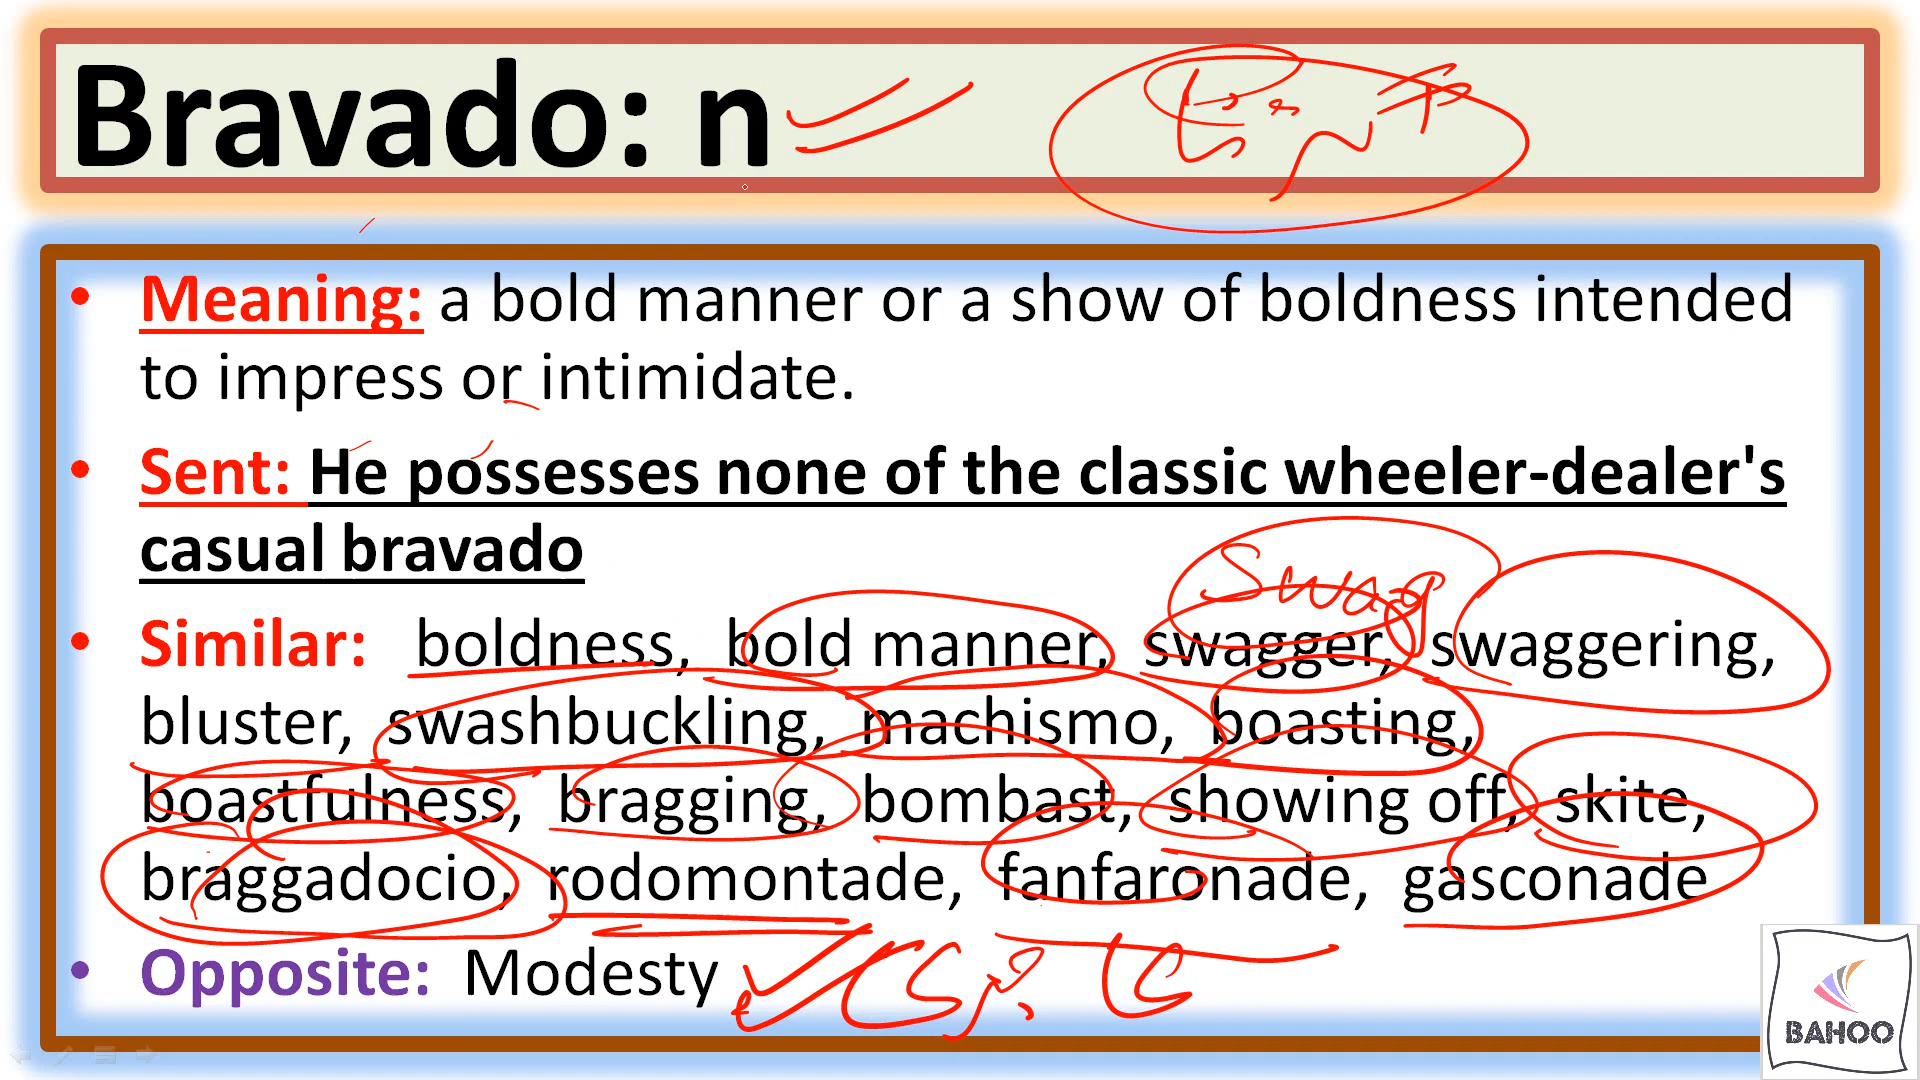 Bravado: n
• Meaning: a bold manner or a show of boldness intended
to impress or intimidate.
• Sent: He possesses none of the classic wheeler-dealer's
casual bravado
Swag
• Similar: boldness, bold manner, swagger, swaggering,
bluster, swashbuckling, machismo, boasting,
boastfulness, bragging, bombast, showing off, skite,
braggadocio, rodomontade, fanfaronade, gasconade
• Opposite: Modesty
BAHOO